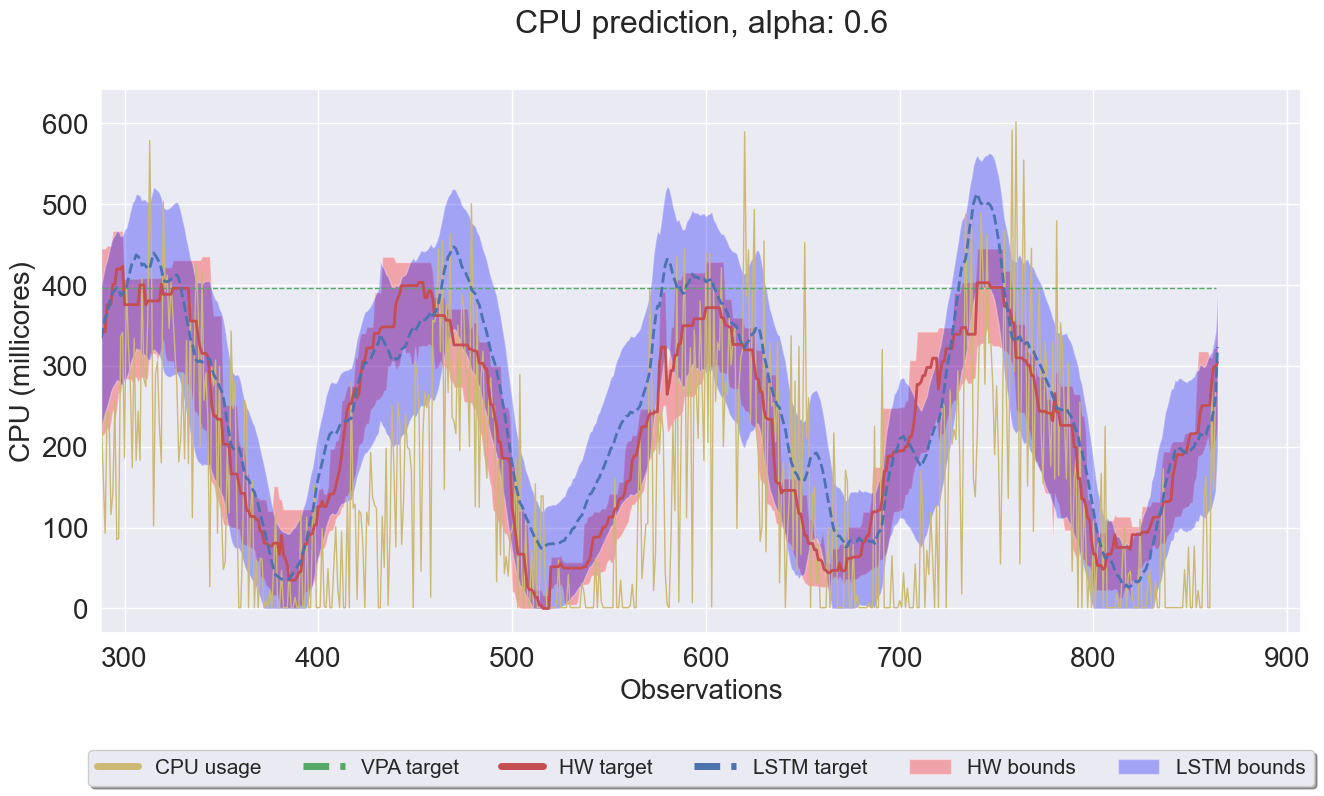 CPU prediction, alpha: 0.6
CPU (millicores)
600
500
400
300
200
100
0
300 400 500 600 700 800 900
Observations
CPU usage VPA target HW target LSTM target HW bounds LSTM bounds